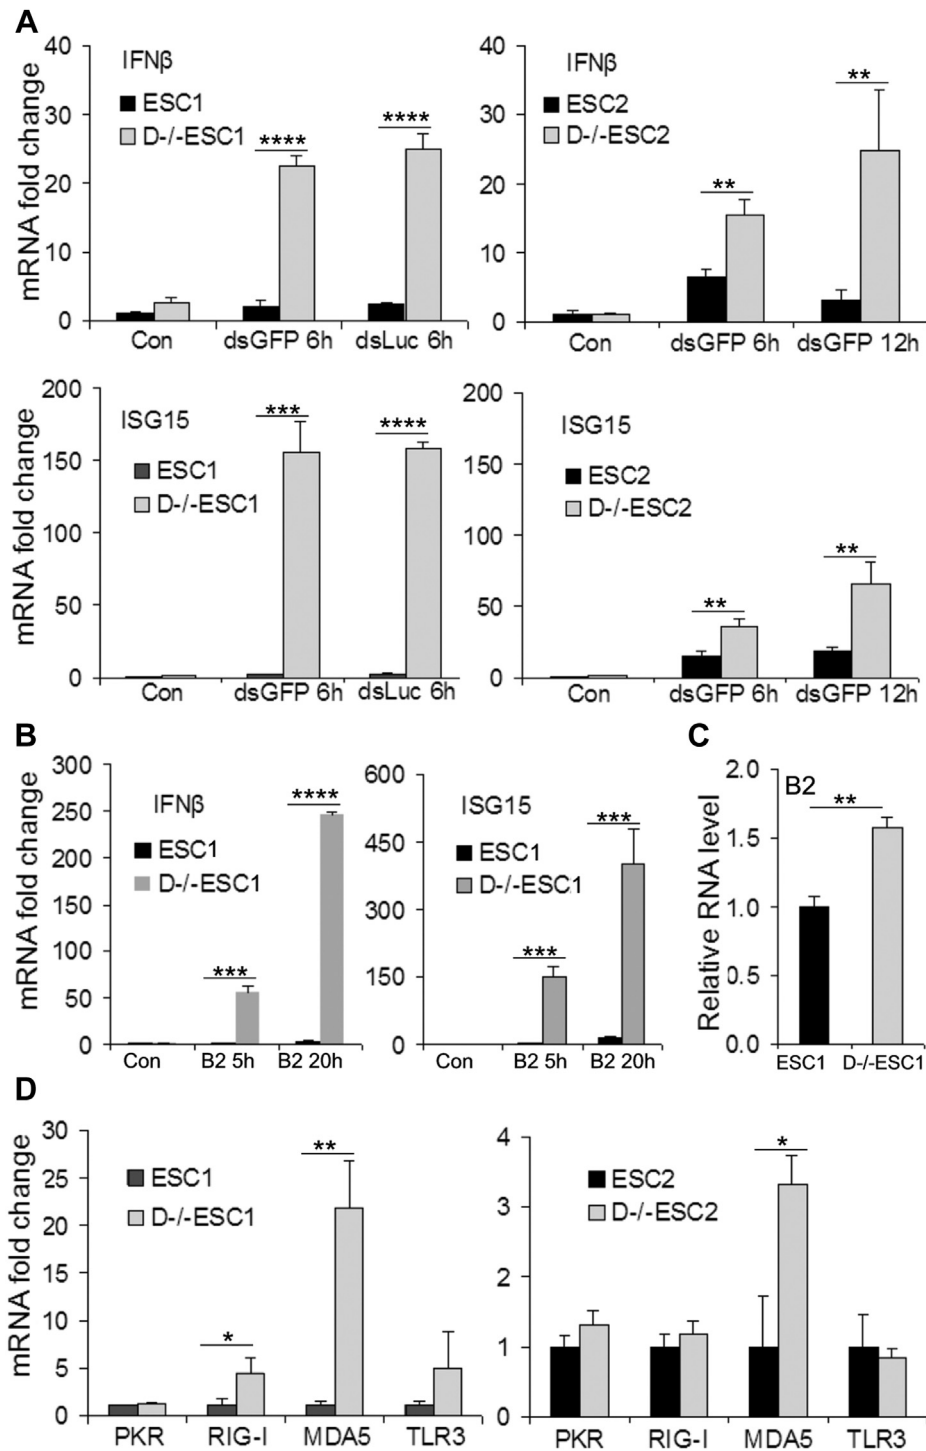 A
mRNA fold change
40
30
20
10
0
IFNβ
ESC1
D-/-ESC1
****
****
Con
dsGFP 6h
dsLuc 6h
40
30
20
10
0
IFNβ
ESC2
D-/-ESC2
**
**
Con
dsGFP 6h
dsGFP 12h
mRNA fold change
200
150
100
50
0
ISG15
ESC1
D-/-ESC1
***
****
Con
dsGFP 6h
dsLuc 6h
200
150
100
50
0
ISG15
ESC2
D-/-ESC2
**
**
Con
dsGFP 6h
dsGFP 12h
B
mRNA fold change
300
250
200
150
100
50
0
IFNβ
ESC1
D-/-ESC1
***
****
Con
B2 5h
B2 20h
600
450
300
150
0
ISG15
ESC1
D-/-ESC1
***
***
Con
B2 5h
B2 20h
C
Relative RNA level
2.0
1.5
1.0
0.5
0.0
B2
**
ESC1
D-/-ESC1
D
mRNA fold change
30
25
20
15
10
5
0
ESC1
D-/-ESC1
*
**
PKR
RIG-I
MDA5
TLR3
4
3
2
1
0
ESC2
D-/-ESC2
*
PKR
RIG-I
MDA5
TLR3